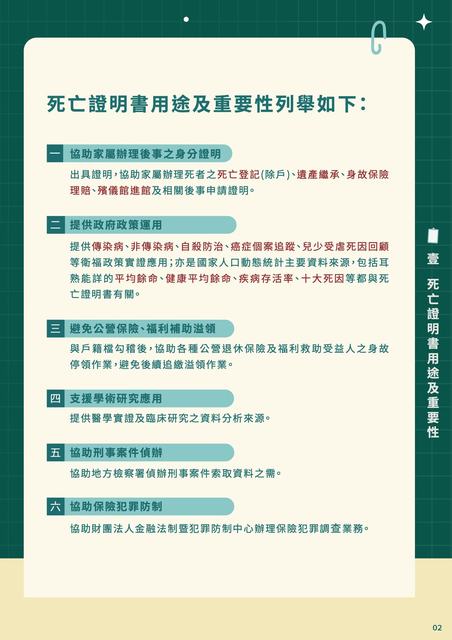 死亡證明書用途及重要性列舉如下：
一 協助家屬辦理後事之身分證明
出具證明，協助家屬辦理死者之死亡登記(除戶)、遺產繼承、身故保險
理賠、殯儀館進館及相關後事申請證明。
二 提供政府政策運用
提供傳染病、非傳染病、自殺防治、癌症個案追蹤、兒少受虐死因回顧
等衛福政策實證應用；亦是國家人口動態統計主要資料來源，包括耳
熟能詳的平均餘命、健康平均餘命、疾病存活率、十大死因等都與死
亡證明書有關。
三 避免公營保險、福利補助溢領
與戶籍檔勾稽後，協助各種公營退休保險及福利救助受益人之身故
停領作業，避免後續追繳溢領作業。
四 支援學術研究應用
提供醫學實證及臨床研究之資料分析來源。
五 協助刑事案件偵辦
協助地方檢察署偵辦刑事案件索取資料之需。
六 協助保險犯罪防制
協助財團法人金融法制暨犯罪防制中心辦理保險犯罪調查業務。
壹 死亡證明書用途及重要性
02